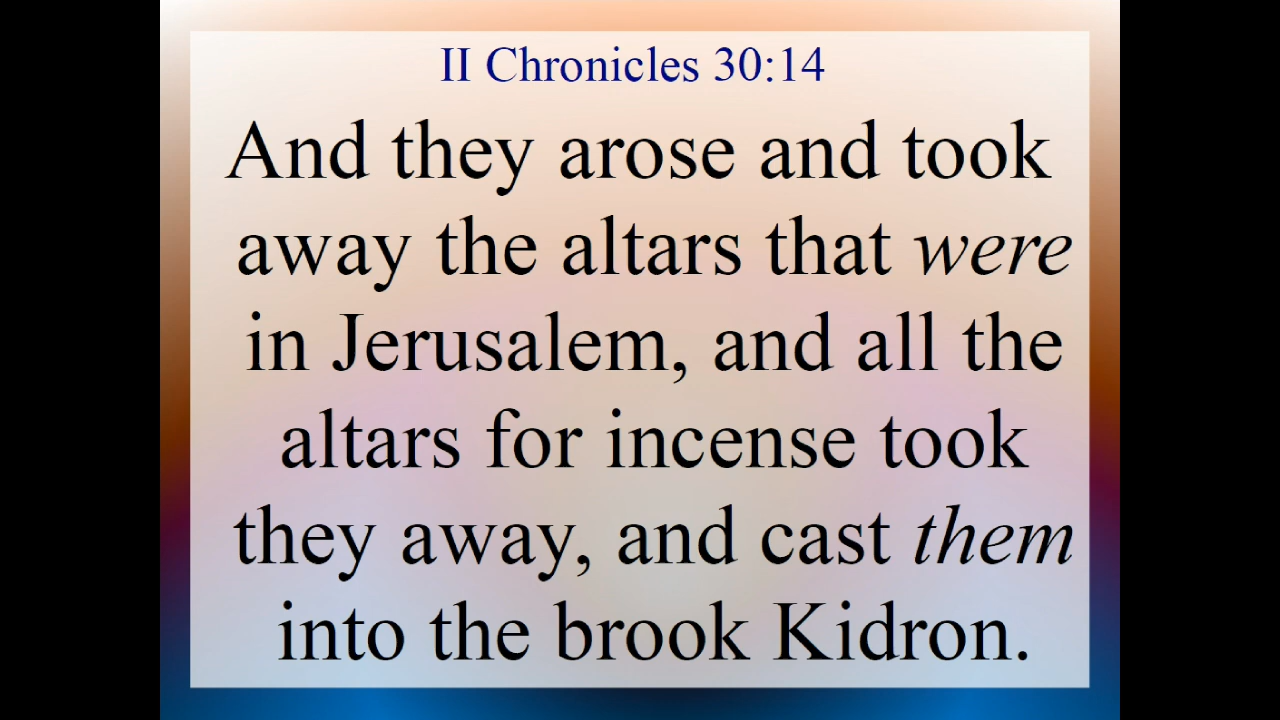 II Chronicles 30:14
And they arose and took
away the altars that were
in Jerusalem, and all the
altars for incense took
they away, and cast them
into the brook Kidron.